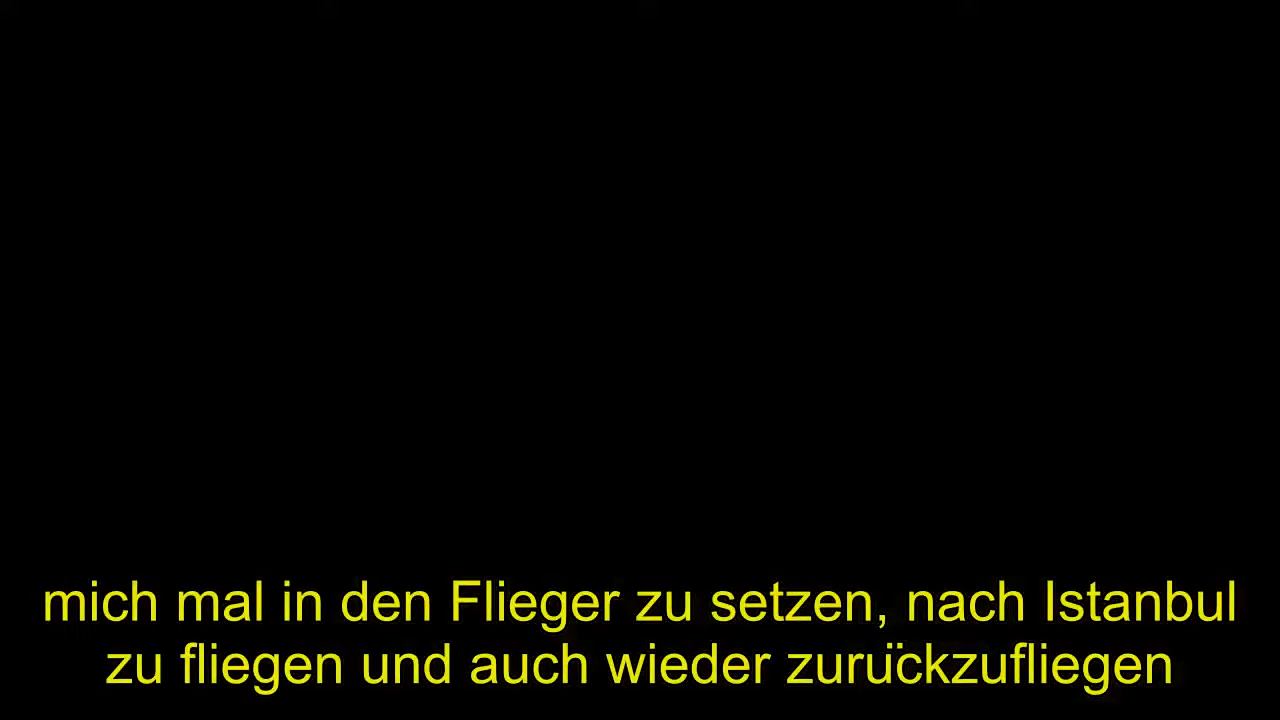 mich mal in den Flieger zu setzen, nach Istanbul
zu fliegen und auch wieder zurückzufliegen